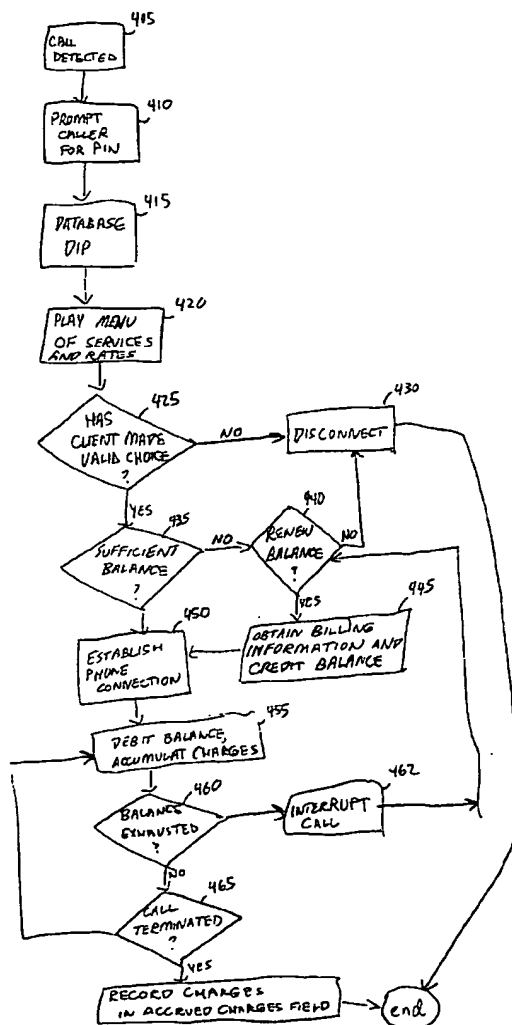 405
CALL
DETECTED
410
PROMPT
CALLER
FOR PIN
415
DATABASE
DIP
420
PLAY MENU
OF SERVICES
AND RATES
425
HAS
CLIENT MADE
VALID CHOICE
?
NO
430
DISCONNECT
YES
435
SUFFICIENT
BALANCE
?
NO
440
RENEW
BALANCE
?
NO
YES
445
OBTAIN BILLING
INFORMATION AND
CREDIT BALANCE
450
ESTABLISH
PHONE
CONNECTION
455
DEBIT BALANCE,
ACCUMULAT CHARGES
460
BALANCE
EXHAUSTED
?
462
INTERRUPT
CALL
NO
465
CALL
TERMINATED
?
YES
RECORD CHARGES
IN ACCRUED CHARGES FIELD
end